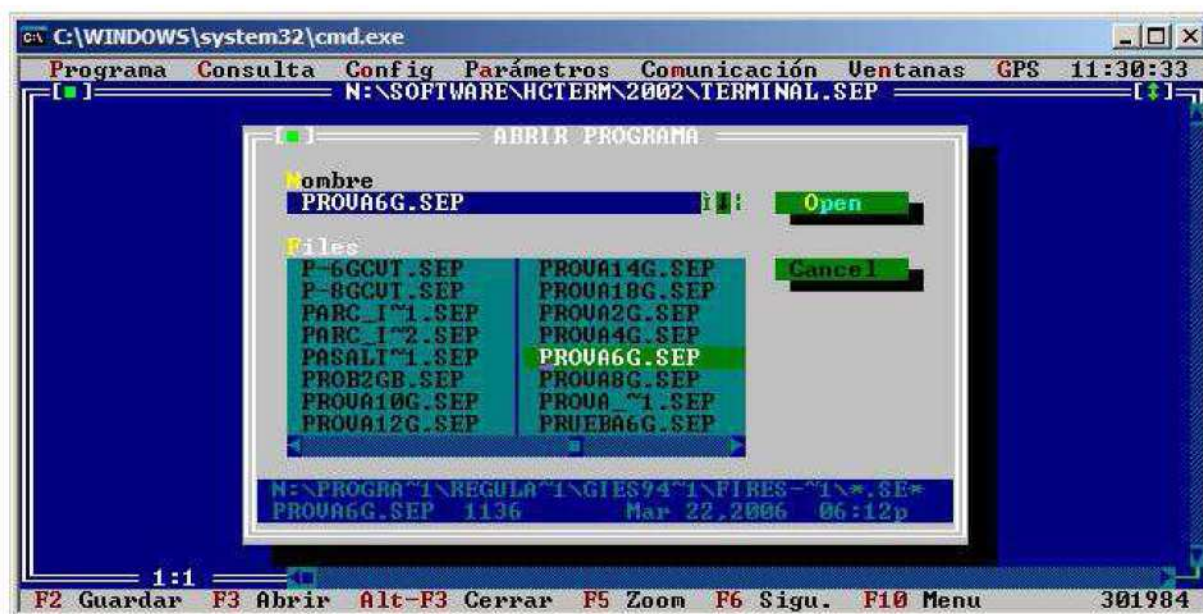 C:\WINDOWS\system32\cmd.exe
Programa Consulta Config Parámetros Comunicación Ventanas GPS 11:30:33
N:\SOFTWARE\HCTERM\2002\TERMINAL.SEP
ABRIR PROGRAMA
Nombre
PROVA6G.SEP
Open
Files
P-6GCVT.SEP PROVA14G.SEP
Cancel
P-8GCVT.SEP PROVA18G.SEP
PARC_I~1.SEP PROVA2G.SEP
PARC_I~2.SEP PROVA4G.SEP
PASALT~1.SEP PROVA6G.SEP
PROB2GB.SEP PROVA8G.SEP
PROVA10G.SEP PROVA_~1.SEP
PROVA12G.SEP PRUEBA6G.SEP
N:\PROGRA~1\REGULA~1\GIES94~1\FIRES-~1\*.SE*
PROVA6G.SEP 1136 Mar 22,2006 06:12p
1:1
F2 Guardar F3 Abrir Alt-F3 Cerrar F5 Zoom F6 Sigu. F10 Menu 301984